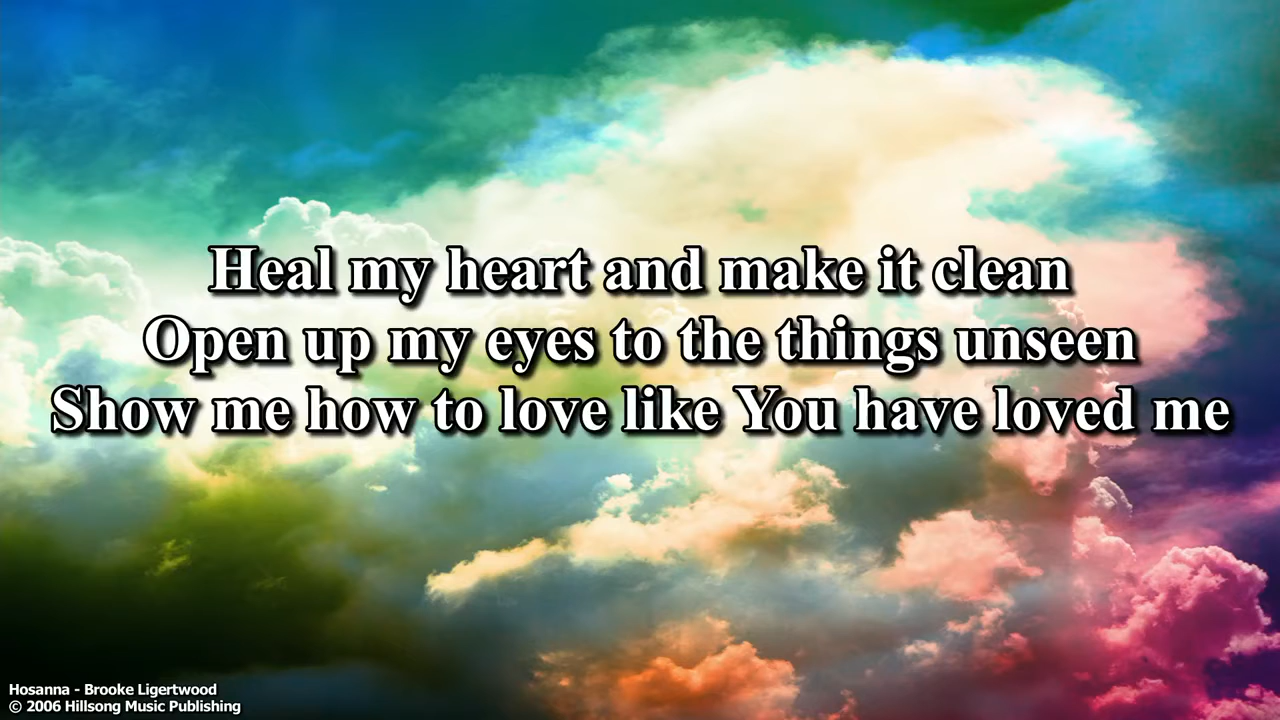 Heal my heart and make it clean
Open up my eyes to the things unseen
Show me how to love like You have loved me
Hosanna - Brooke Ligertwood
© 2006 Hillsong Music Publishing